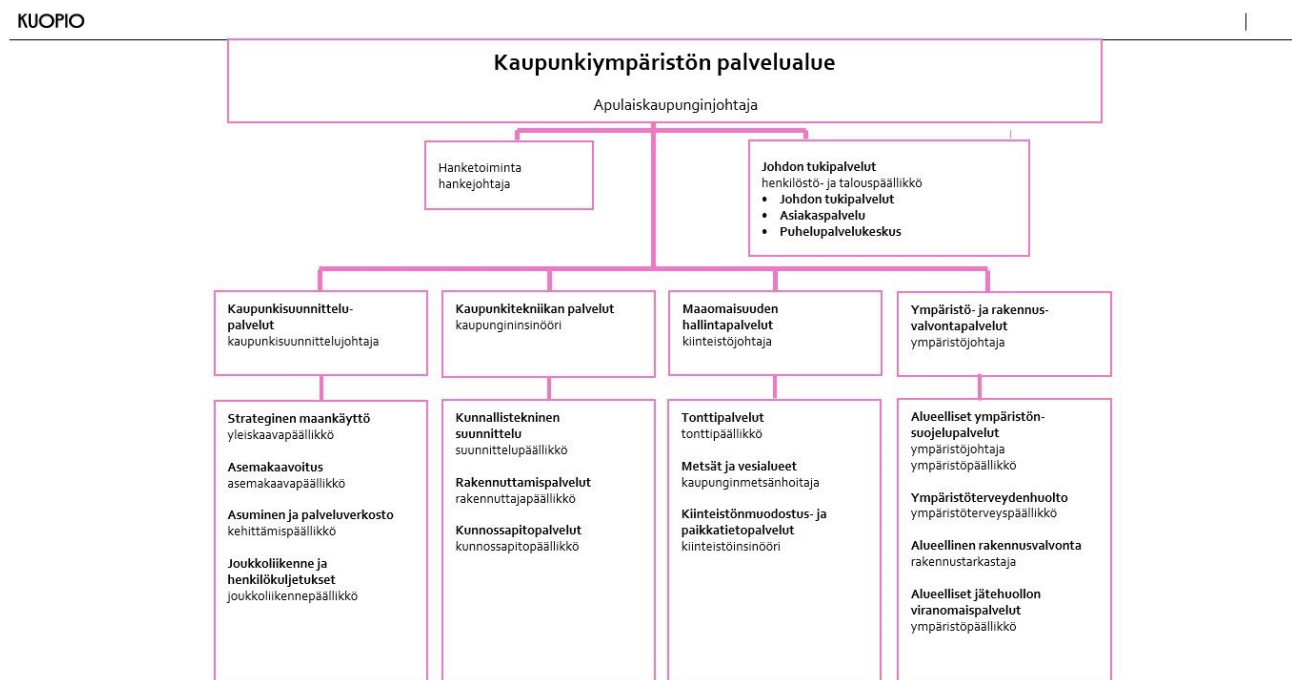 KUOPIO
Kaupunkiympäristön palvelualue
Apulaiskaupunginjohtaja
Hanketoiminta
hankejohtaja
Johdon tukipalvelut
henkilöstö- ja talouspäällikkö
• Johdon tukipalvelut
• Asiakaspalvelu
• Puhelupalvelukeskus
Kaupunkisuunnittelu-
palvelut
kaupunkisuunnittelujohtaja
Kaupunkitekniikan palvelut
kaupungininsinööri
Maaomaisuuden
hallintapalvelut
kiinteistöjohtaja
Ympäristö- ja rakennus-
valvontapalvelut
ympäristöjohtaja
Strateginen maankäyttö
yleiskaavapäällikkö
Asemakaavoitus
asemakaavapäällikkö
Asuminen ja palveluverkosto
kehittämispäällikkö
Joukkoliikenne ja
henkilökuljetukset
joukkoliikennepäällikkö
Kunnallistekninen
suunnittelu
suunnittelupäällikkö
Rakennuttamispalvelut
rakennuttajapäällikkö
Kunnossapitopalvelut
kunnossapitopäällikkö
Tonttipalvelut
tonttipäällikkö
Metsät ja vesialueet
kaupunginmetsänhoitaja
Kiinteistönmuodostus- ja
paikkatietopalvelut
kiinteistöinsinööri
Alueelliset ympäristön-
suojelupalvelut
ympäristöjohtaja
ympäristöpäällikkö
Ympäristöterveydenhuolto
ympäristöterveyspäällikkö
Alueellinen rakennusvalvonta
rakennustarkastaja
Alueelliset jätehuollon
viranomaispalvelut
ympäristöpäällikkö